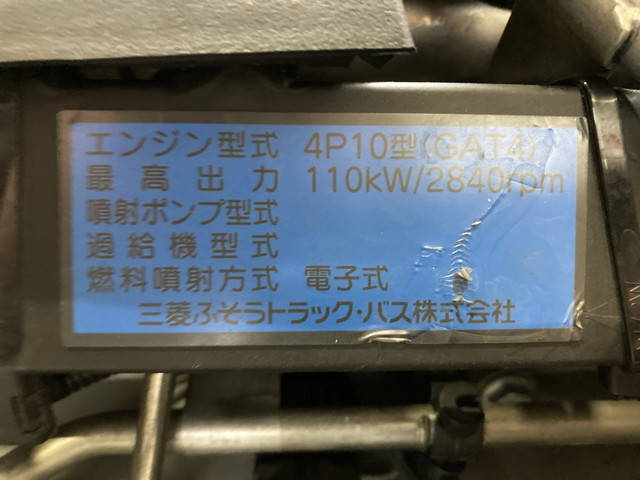 エンジン型式 4P10型(GAT4)
最高出力 110kW/2840rpm
噴射ポンプ型式
過給機型式
燃料噴射方式 電子式
三菱ふそうトラック・バス株式会社